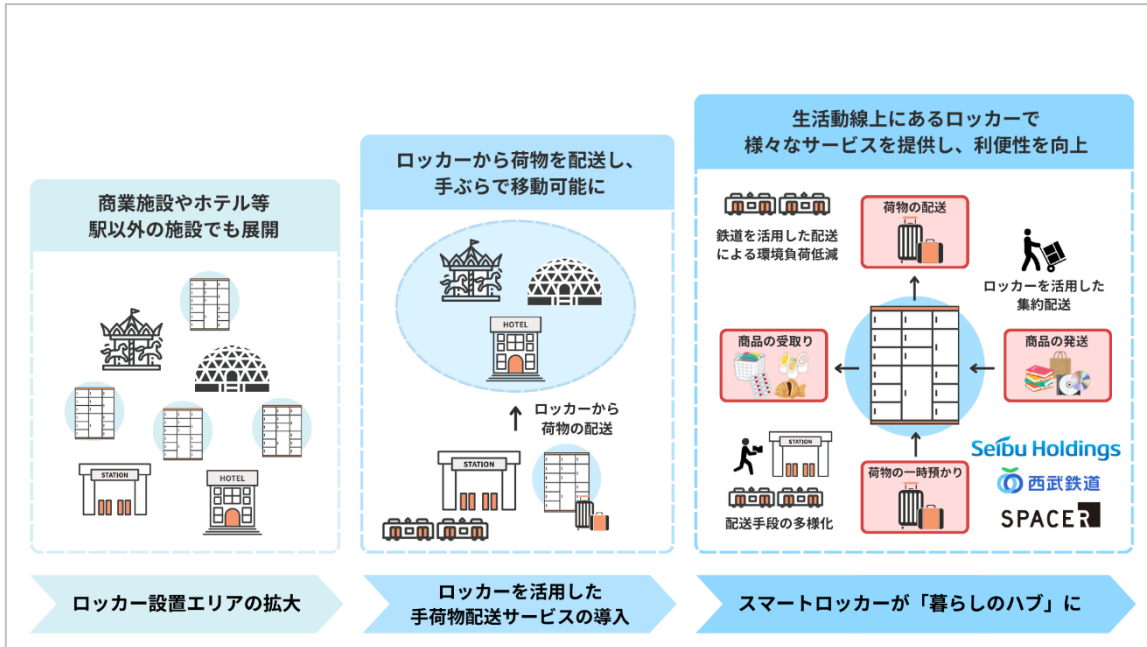 商業施設やホテル等
駅以外の施設でも展開
STATION
HOTEL
ロッカー設置エリアの拡大
ロッカーから荷物を配送し、
手ぶらで移動可能に
HOTEL
ロッカーから
荷物の配送
STATION
ロッカーを活用した
手荷物配送サービスの導入
生活動線上にあるロッカーで
様々なサービスを提供し、利便性を向上
鉄道を活用した配送
による環境負荷低減
荷物の配送
ロッカーを活用した
集約配送
商品の受取り
商品の発送
STATION
配送手段の多様化
荷物の一時預かり
Seibu Holdings
西武鉄道
SPACER
スマートロッカーが「暮らしのハブ」に